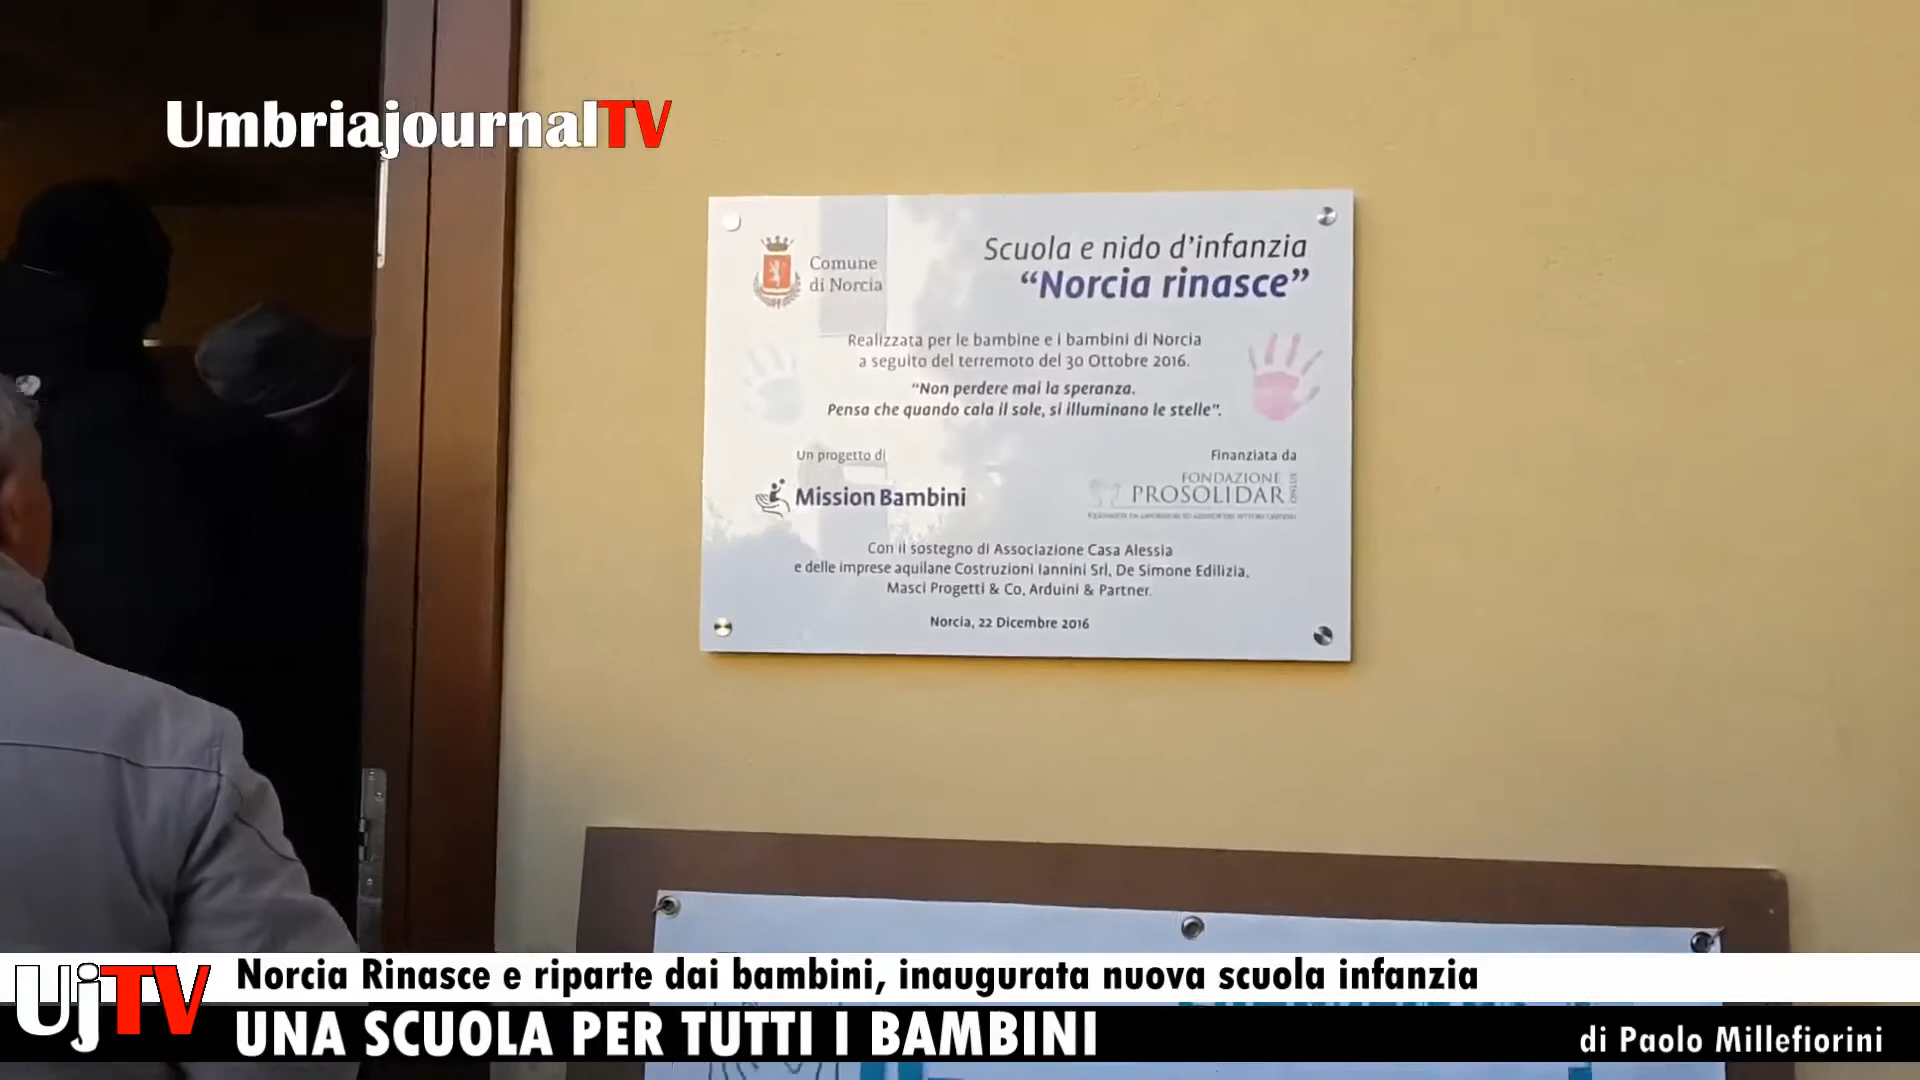 UmbriajournalTV
Comune
di Norcia
Scuola e nido d'infanzia
“Norcia rinasce”
Realizzata per le bambine e i bambini di Norcia
a seguito del terremoto del 30 Ottobre 2016.
“Non perdere mai la speranza.
Pensa che quando cala il sole, si illuminano le stelle”.
Un progetto di
Mission Bambini
Finanziata da
FONDAZIONE
PROSOLIDAR
Con il sostegno di Associazione Casa Alessia
e delle imprese aquilane Costruzioni Iannini Srl, De Simone Edilizia,
Masci Progetti & Co, Arduini & Partner.
Norcia, 22 Dicembre 2016
UjTV
Norcia Rinasce e riparte dai bambini, inaugurata nuova scuola infanzia
UNA SCUOLA PER TUTTI I BAMBINI
di Paolo Millefiorini